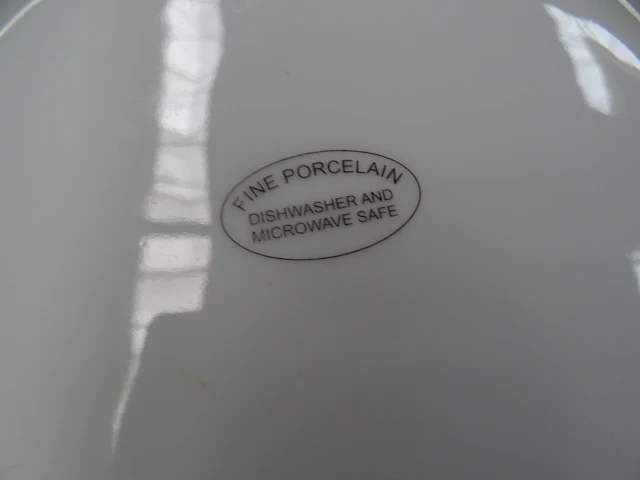 FINE PORCELAIN
DISHWASHER AND
MICROWAVE SAFE